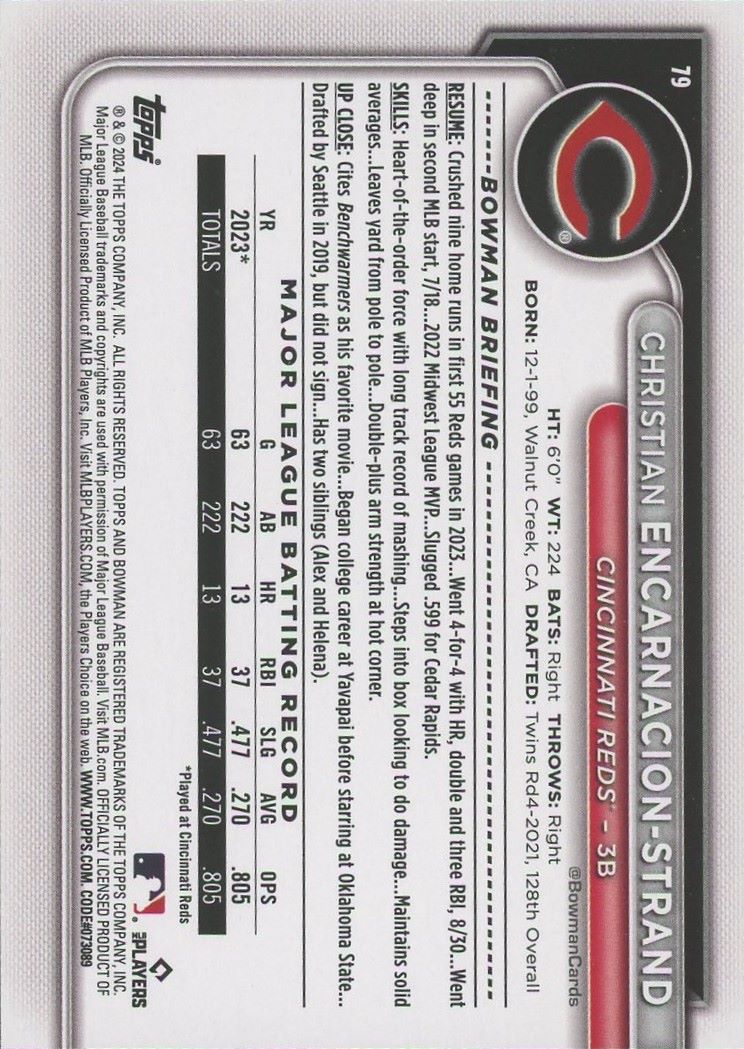 79
CHRISTIAN ENCARNACION-STRAND
CINCINNATI REDS® – 3B
@BowmanCards
HT: 6'0" WT: 224 BATS: Right THROWS: Right
BORN: 12-1-99, Walnut Creek, CA DRAFTED: Twins Rd4-2021, 128th Overall
C
®
BOWMAN BRIEFING
RESUME: Crushed nine home runs in first 55 Reds games in 2023...Went 4-for-4 with HR, double and three RBI, 8/30...Went
deep in second MLB start, 7/18...2022 Midwest League MVP...Slugged .599 for Cedar Rapids.
SKILLS: Heart-of-the-order force with long track record of mashing...Steps into box looking to do damage...Maintains solid
averages...Leaves yard from pole to pole...Double-plus arm strength at hot corner.
UP CLOSE: Cites Benchwarmers as his favorite movie...Began college career at Yavapai before starring at Oklahoma State...
Drafted by Seattle in 2019, but did not sign...Has two siblings (Alex and Helena).
MAJOR LEAGUE BATTING RECORD
YR G AB HR RBI SLG AVG OPS
2023* 63 222 13 37 .477 .270 .805
TOTALS 63 222 13 37 .477 .270 .805
*Played at Cincinnati Reds
topps®
MLB PLAYERS
® & © 2024 THE TOPPS COMPANY, INC. ALL RIGHTS RESERVED. TOPPS AND BOWMAN ARE REGISTERED TRADEMARKS OF THE TOPPS COMPANY, INC.
Major League Baseball trademarks and copyrights are used with permission of Major League Baseball. Visit MLB.com. OFFICIALLY LICENSED PRODUCT OF
MLB. Officially Licensed Product of MLB Players, Inc. Visit MLBPLAYERS.COM, the Players Choice on the web. WWW.TOPPS.COM. CODE#073089